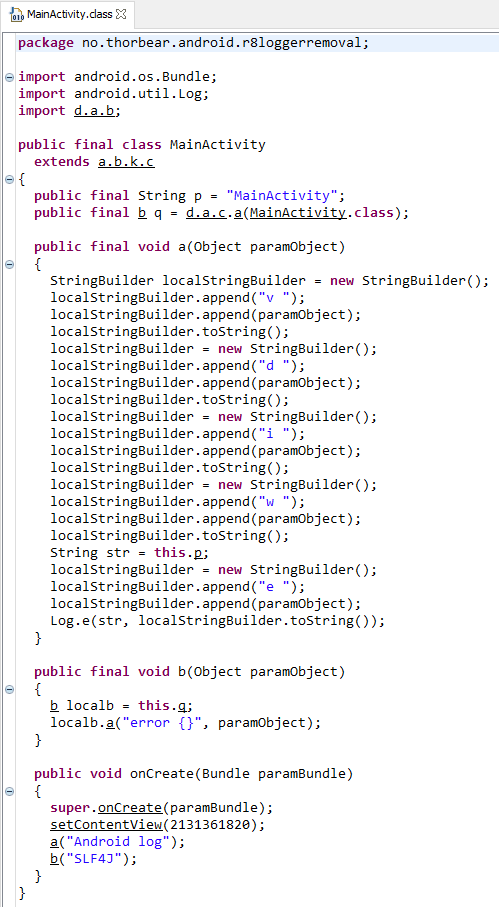 MainActivity.class
package no.thorbear.android.r8loggerremoval;
import android.os.Bundle;
import android.util.Log;
import d.a.b;
public final class MainActivity
  extends a.b.k.c
{
  public final String p = "MainActivity";
  public final b q = d.a.c.a(MainActivity.class);
  public final void a(Object paramObject)
  {
    StringBuilder localStringBuilder = new StringBuilder();
    localStringBuilder.append("v ");
    localStringBuilder.append(paramObject);
    localStringBuilder.toString();
    localStringBuilder = new StringBuilder();
    localStringBuilder.append("d ");
    localStringBuilder.append(paramObject);
    localStringBuilder.toString();
    localStringBuilder = new StringBuilder();
    localStringBuilder.append("i ");
    localStringBuilder.append(paramObject);
    localStringBuilder.toString();
    localStringBuilder = new StringBuilder();
    localStringBuilder.append("w ");
    localStringBuilder.append(paramObject);
    localStringBuilder.toString();
    String str = this.p;
    localStringBuilder = new StringBuilder();
    localStringBuilder.append("e ");
    localStringBuilder.append(paramObject);
    Log.e(str, localStringBuilder.toString());
  }
  public final void b(Object paramObject)
  {
    b localb = this.q;
    localb.a("error {}", paramObject);
  }
  public void onCreate(Bundle paramBundle)
  {
    super.onCreate(paramBundle);
    setContentView(2131361820);
    a("Android log");
    b("SLF4J");
  }
}